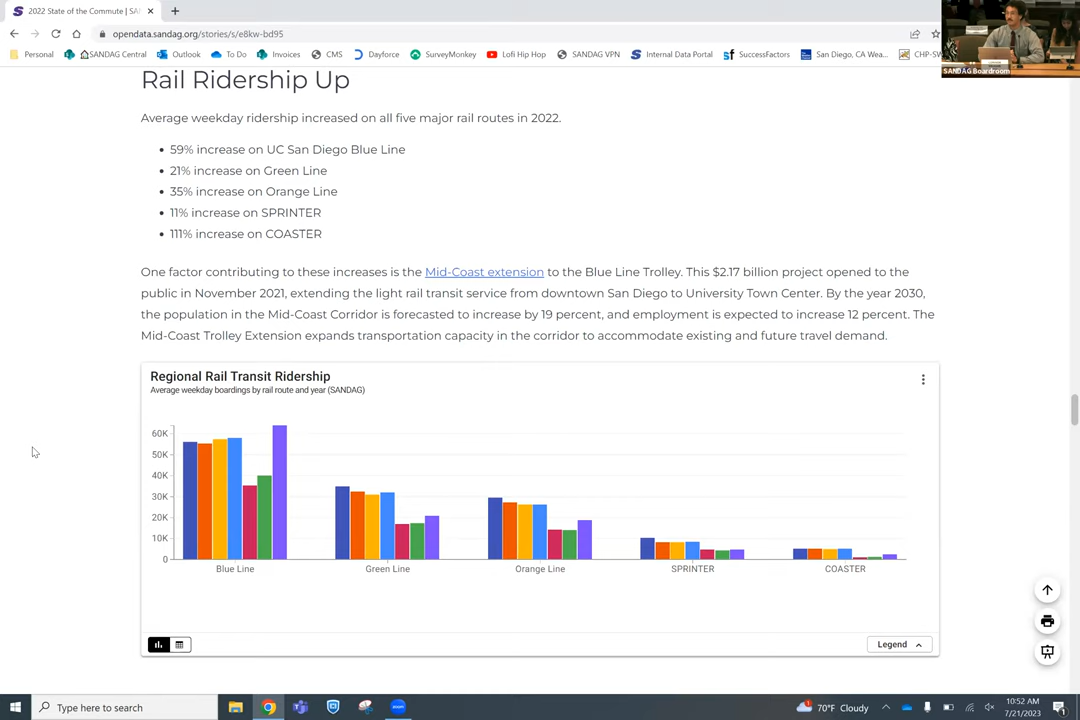 2022 State of the Commute | SA
opendata.sandag.org/stories/s/e8kw-bd95
Personal
SANDAG Central
Outlook
To Do
Invoices
CMS
Dayforce
SurveyMonkey
Lofi Hip Hop
SANDAG VPN
Internal Data Portal
SuccessFactors
San Diego, CA Wea...
CHP-SW
SANDAG Boardroom
Rail Ridership Up
Average weekday ridership increased on all five major rail routes in 2022.
• 59% increase on UC San Diego Blue Line
• 21% increase on Green Line
• 35% increase on Orange Line
• 11% increase on SPRINTER
• 111% increase on COASTER
One factor contributing to these increases is the Mid-Coast extension to the Blue Line Trolley. This $2.17 billion project opened to the
public in November 2021, extending the light rail transit service from downtown San Diego to University Town Center. By the year 2030,
the population in the Mid-Coast Corridor is forecasted to increase by 19 percent, and employment is expected to increase 12 percent. The
Mid-Coast Trolley Extension expands transportation capacity in the corridor to accommodate existing and future travel demand.
Regional Rail Transit Ridership
Average weekday boardings by rail route and year (SANDAG)
60K
50K
40K
30K
20K
10K
0
Blue Line
Green Line
Orange Line
SPRINTER
COASTER
Legend
Type here to search
70°F Cloudy
10:52 AM
7/21/2023